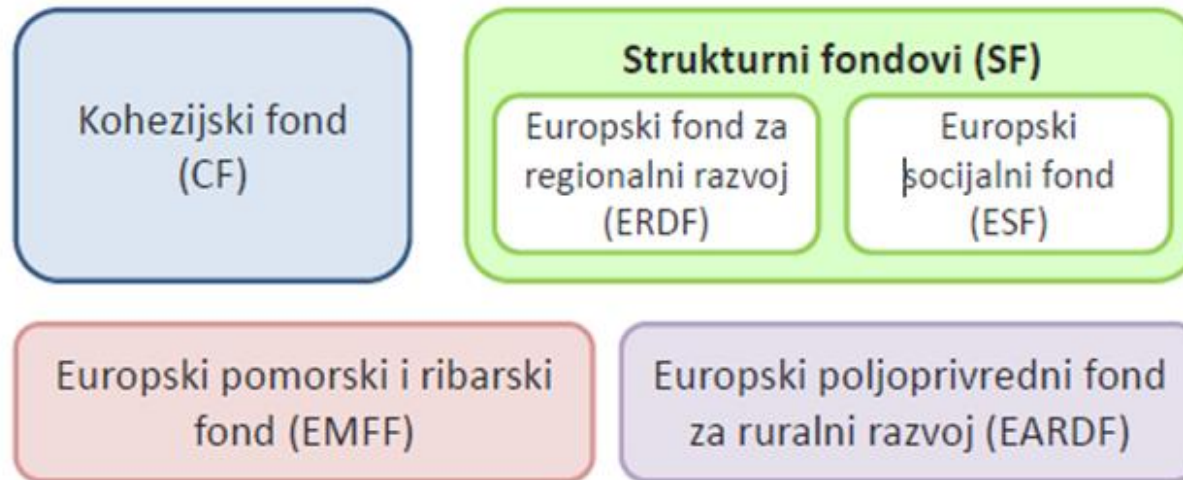 Kohezijski fond
(CF)
Strukturni fondovi (SF)
Europski fond za
regionalni razvoj
(ERDF)
Europski
socijalni fond
(ESF)
Europski pomorski i ribarski
fond (EMFF)
Europski poljoprivredni fond
za ruralni razvoj (EARDF)